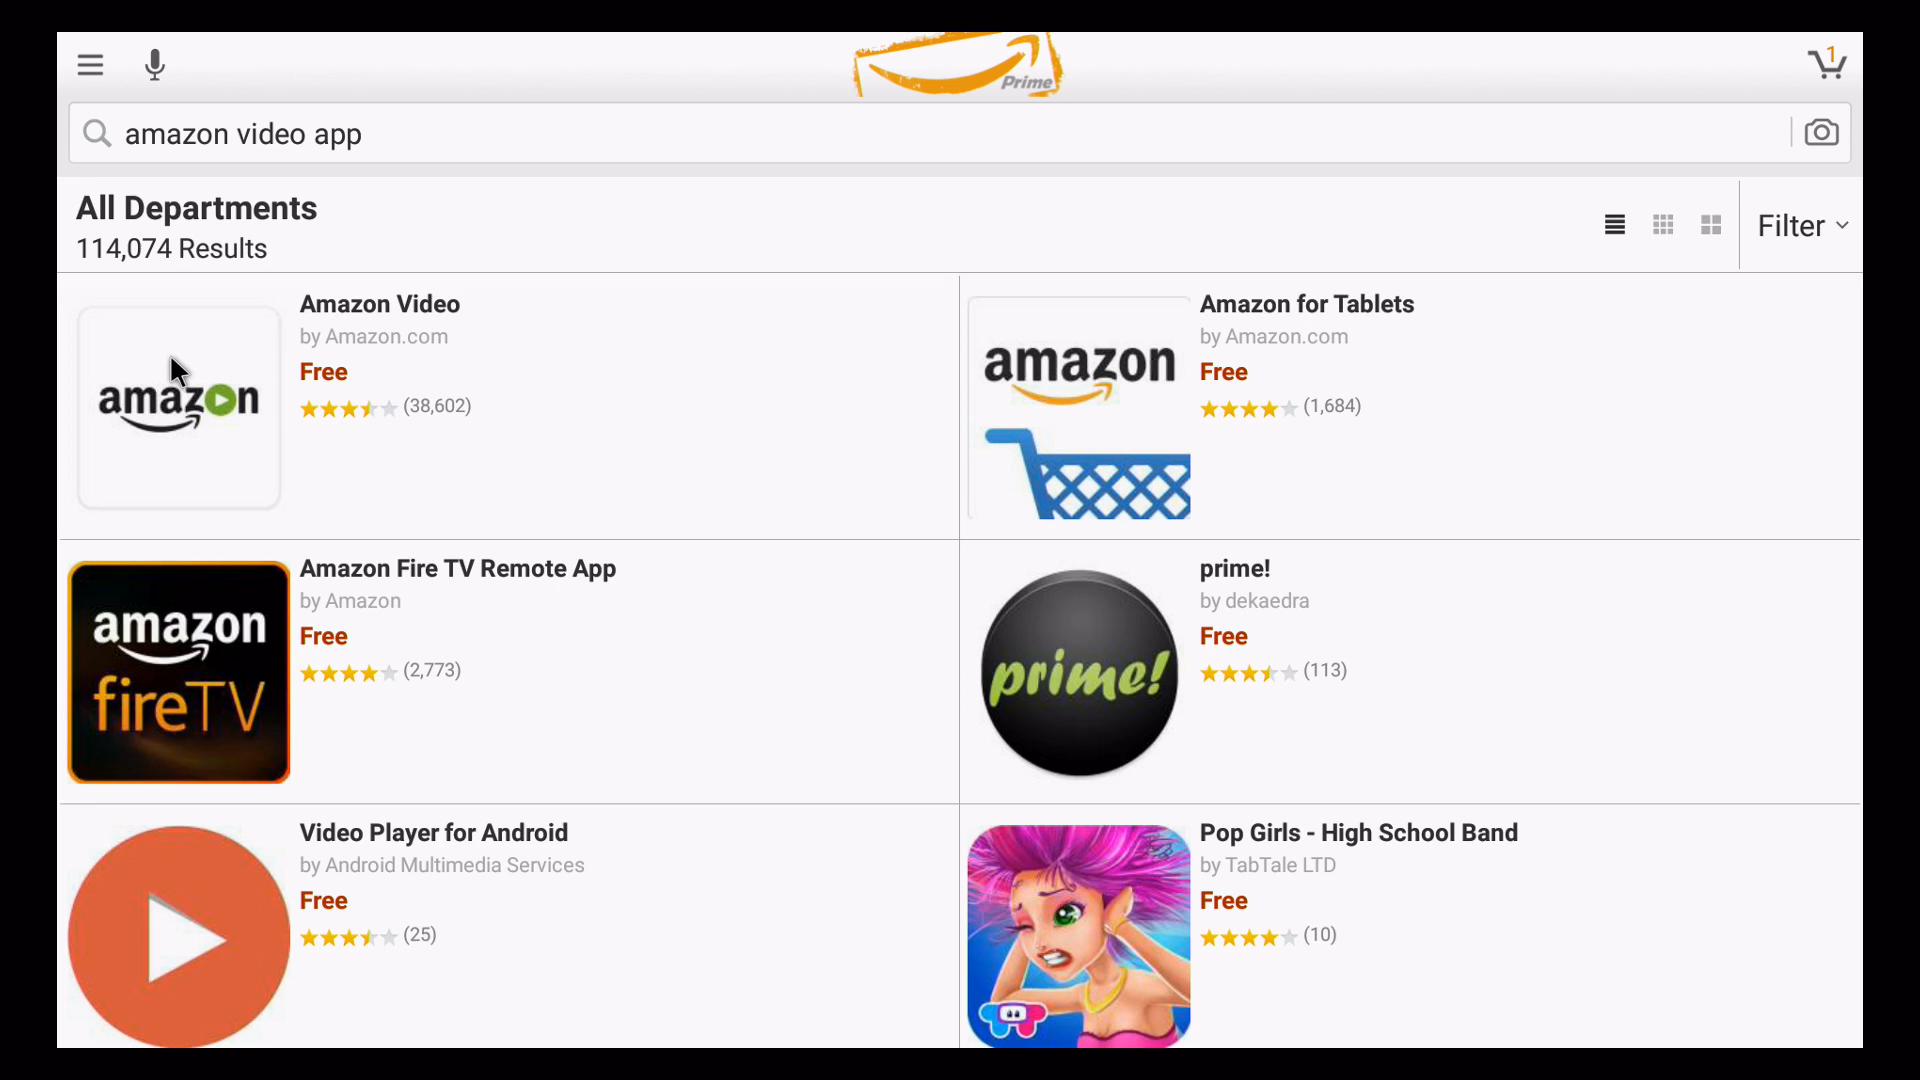 Prime
1
amazon video app
All Departments
114,074 Results
Filter
amazon
Amazon Video
by Amazon.com
Free
(38,602)
amazon
Amazon for Tablets
by Amazon.com
Free
(1,684)
amazon
fireTV
Amazon Fire TV Remote App
by Amazon
Free
(2,773)
prime!
prime!
by dekaedra
Free
(113)
Video Player for Android
by Android Multimedia Services
Free
(25)
Pop Girls - High School Band
by TabTale LTD
Free
(10)